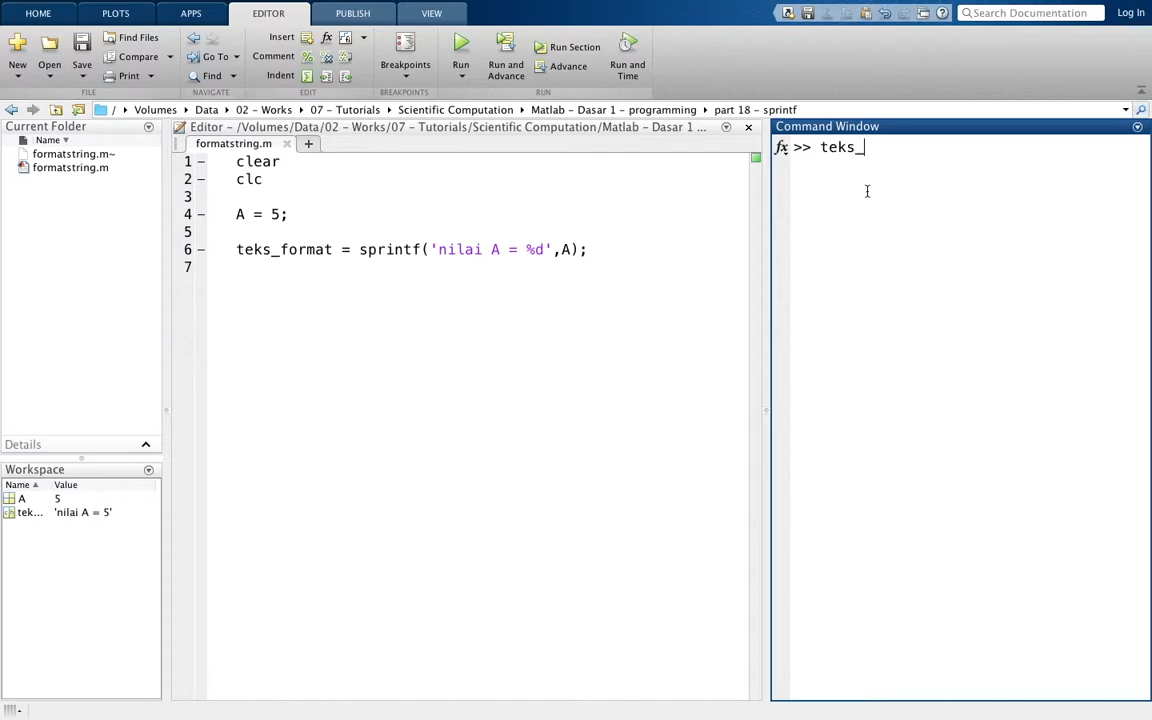 HOME PLOTS APPS EDITOR PUBLISH VIEW Search Documentation Log In
New Open Save Find Files Compare Print Insert fx Comment % Indent Go To Find Breakpoints Run Run and Advance Run Section Advance Run and Time
FILE NAVIGATE EDIT BREAKPOINTS RUN
/ Volumes Data 02 – Works 07 – Tutorials Scientific Computation Matlab – Dasar 1 – programming part 18 – sprintf
Current Folder
Name
formatstring.m~
formatstring.m
Details
Workspace
Name Value
A 5
tek... 'nilai A = 5'
Editor – /Volumes/Data/02 – Works/07 – Tutorials/Scientific Computation/Matlab – Dasar 1 ...
formatstring.m
1 – clear
2 – clc
3
4 – A = 5;
5
6 – teks_format = sprintf('nilai A = %d',A);
7
Command Window
fx >> teks_